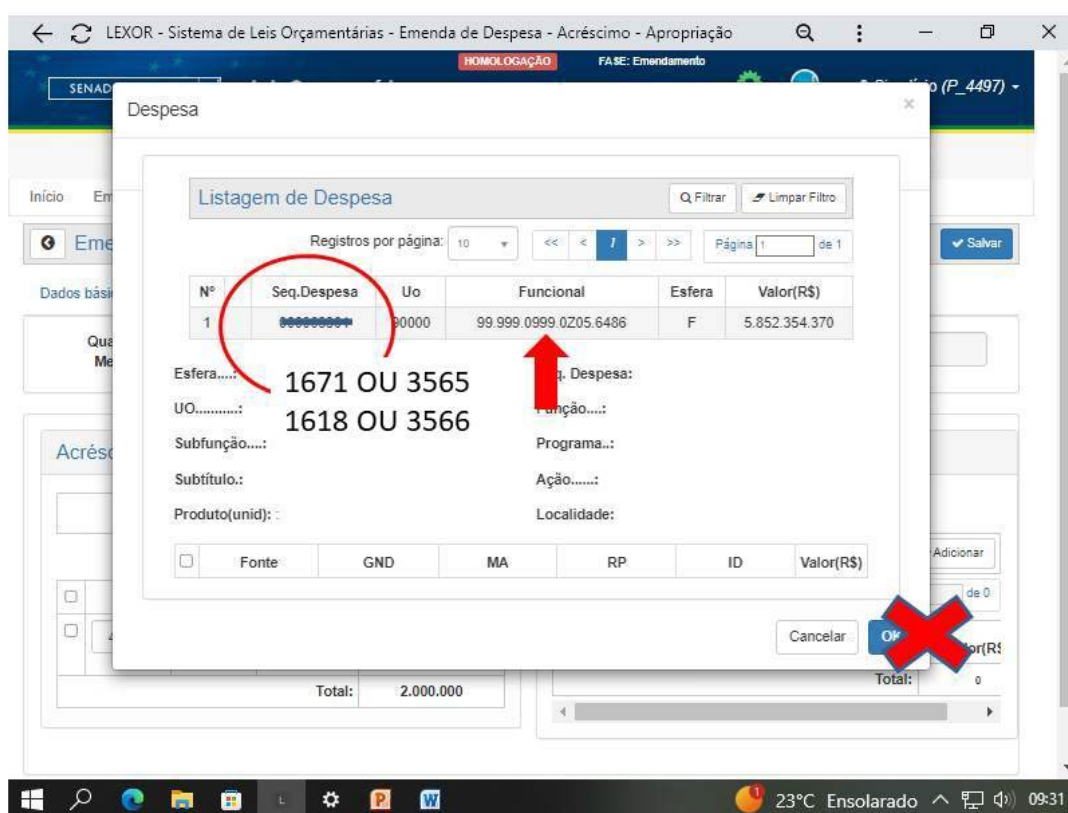 LEXOR - Sistema de Leis Orçamentárias - Emenda de Despesa - Acréscimo - Apropriação
HOMOLOGAÇÃO FASE: Emendamento
SENAD
(P_4497)
Despesa
×
Início Em
Listagem de Despesa Filtrar Limpar Filtro
Eme Salvar
Registros por página: 10 << < 1 > >> Página 1 de 1
Dados bási
Nº Seq.Despesa Uo Funcional Esfera Valor(R$)
1 90000 99.999.0999.0Z05.6486 F 5.852.354.370
Qua
Me
Esfera....: Despesa:
1671 OU 3565
UO..........: Função....:
1618 OU 3566
Subfunção....: Programa..:
Acrésc
Subtítulo.: Ação......:
Produto(unid): Localidade:
Fonte GND MA RP ID Valor(R$)
Adicionar
de 0
Cancelar OK
or(R$
Total: 0
Total: 2.000.000
23°C Ensolarado 09:31